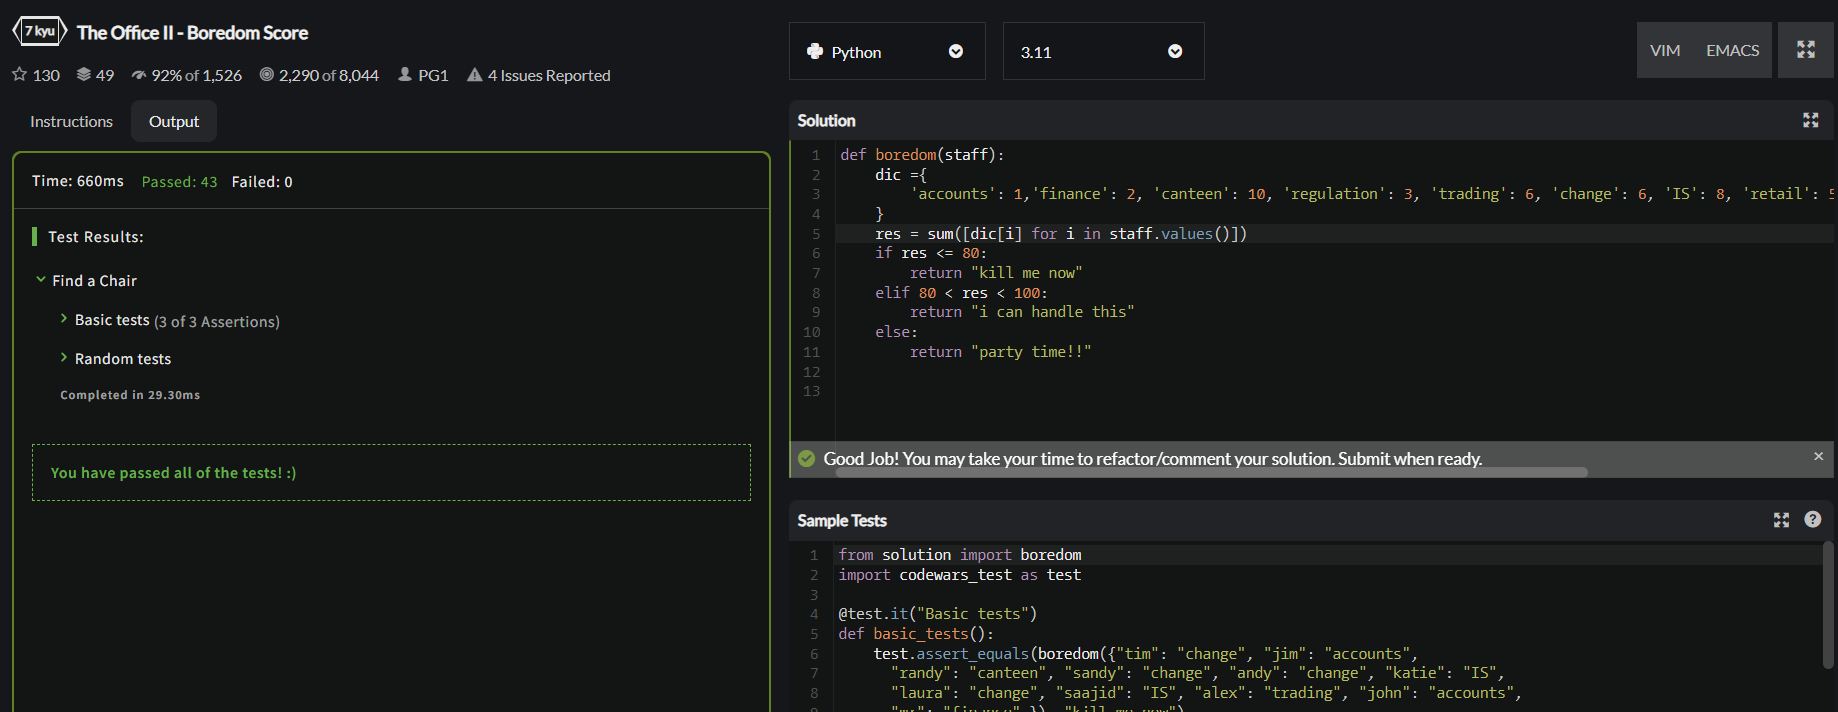 7 kyu The Office II - Boredom Score
130 49 92% of 1,526 2,290 of 8,044 PG1 4 Issues Reported
Instructions Output
Time: 660ms Passed: 43 Failed: 0
Test Results:
Find a Chair
Basic tests (3 of 3 Assertions)
Random tests
Completed in 29.30ms
You have passed all of the tests! :)
Python 3.11 VIM EMACS
Solution
1 def boredom(staff):
2 dic ={
3 'accounts': 1,'finance': 2, 'canteen': 10, 'regulation': 3, 'trading': 6, 'change': 6, 'IS': 8, 'retail': 5
4 }
5 res = sum([dic[i] for i in staff.values()])
6 if res <= 80:
7 return "kill me now"
8 elif 80 < res < 100:
9 return "i can handle this"
10 else:
11 return "party time!!"
12
13
Good Job! You may take your time to refactor/comment your solution. Submit when ready.
Sample Tests
1 from solution import boredom
2 import codewars_test as test
3
4 @test.it("Basic tests")
5 def basic_tests():
6 test.assert_equals(boredom({"tim": "change", "jim": "accounts",
7 "randy": "canteen", "sandy": "change", "andy": "change", "katie": "IS",
8 "laura": "change", "saajid": "IS", "alex": "trading", "john": "accounts",
9 "mr": "finance" }), "kill me now")